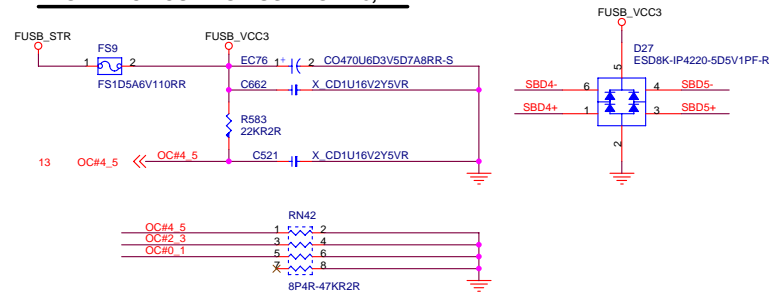 FUSB_STR
FUSB_VCC3
FUSB_VCC3
FS9
1 2
FS1D5A6V110RR
EC76 1 + 2 CO470U6D3V5D7A8RR-S
C662 X_CD1U16V2Y5VR
R583
22KR2R
13 OC#4_5 OC#4_5
C521 X_CD1U16V2Y5VR
D27
ESD8K-IP4220-5D5V1PF-R
5
SBD4- 6 4 SBD5-
SBD4+ 1 3 SBD5+
2
RN42
OC#4_5 1 2
OC#2_3 3 4
OC#0_1 5 6
7 8
8P4R-47KR2R